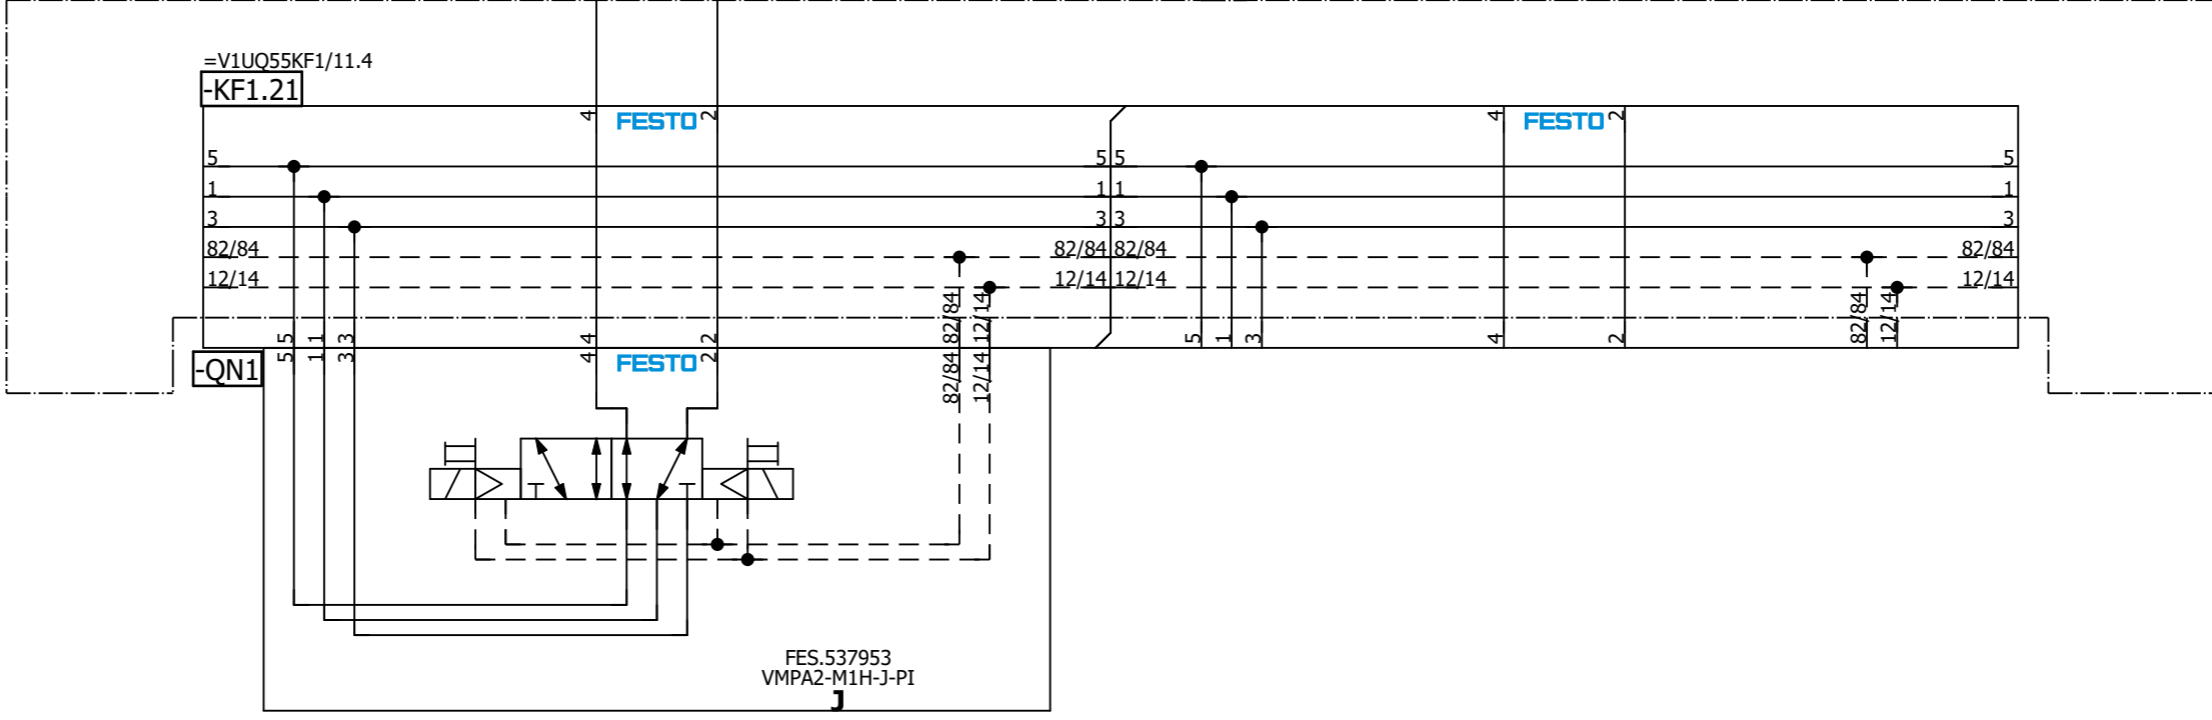 =V1UQ55KF1/11.4
-KF1.21
4 FESTO 2 4 FESTO 2
5 5 5 5
1 1 1 1
3 3 3 3
82/84 82/84 82/84 82/84
12/14 12/14 12/14 12/14
5 1 3 4 2 82/84 12/14 5 1 3 4 2 82/84 12/14
-QN1
5 1 3 4 FESTO 2 82/84 12/14
FES.537953
VMPA2-M1H-J-PI
J